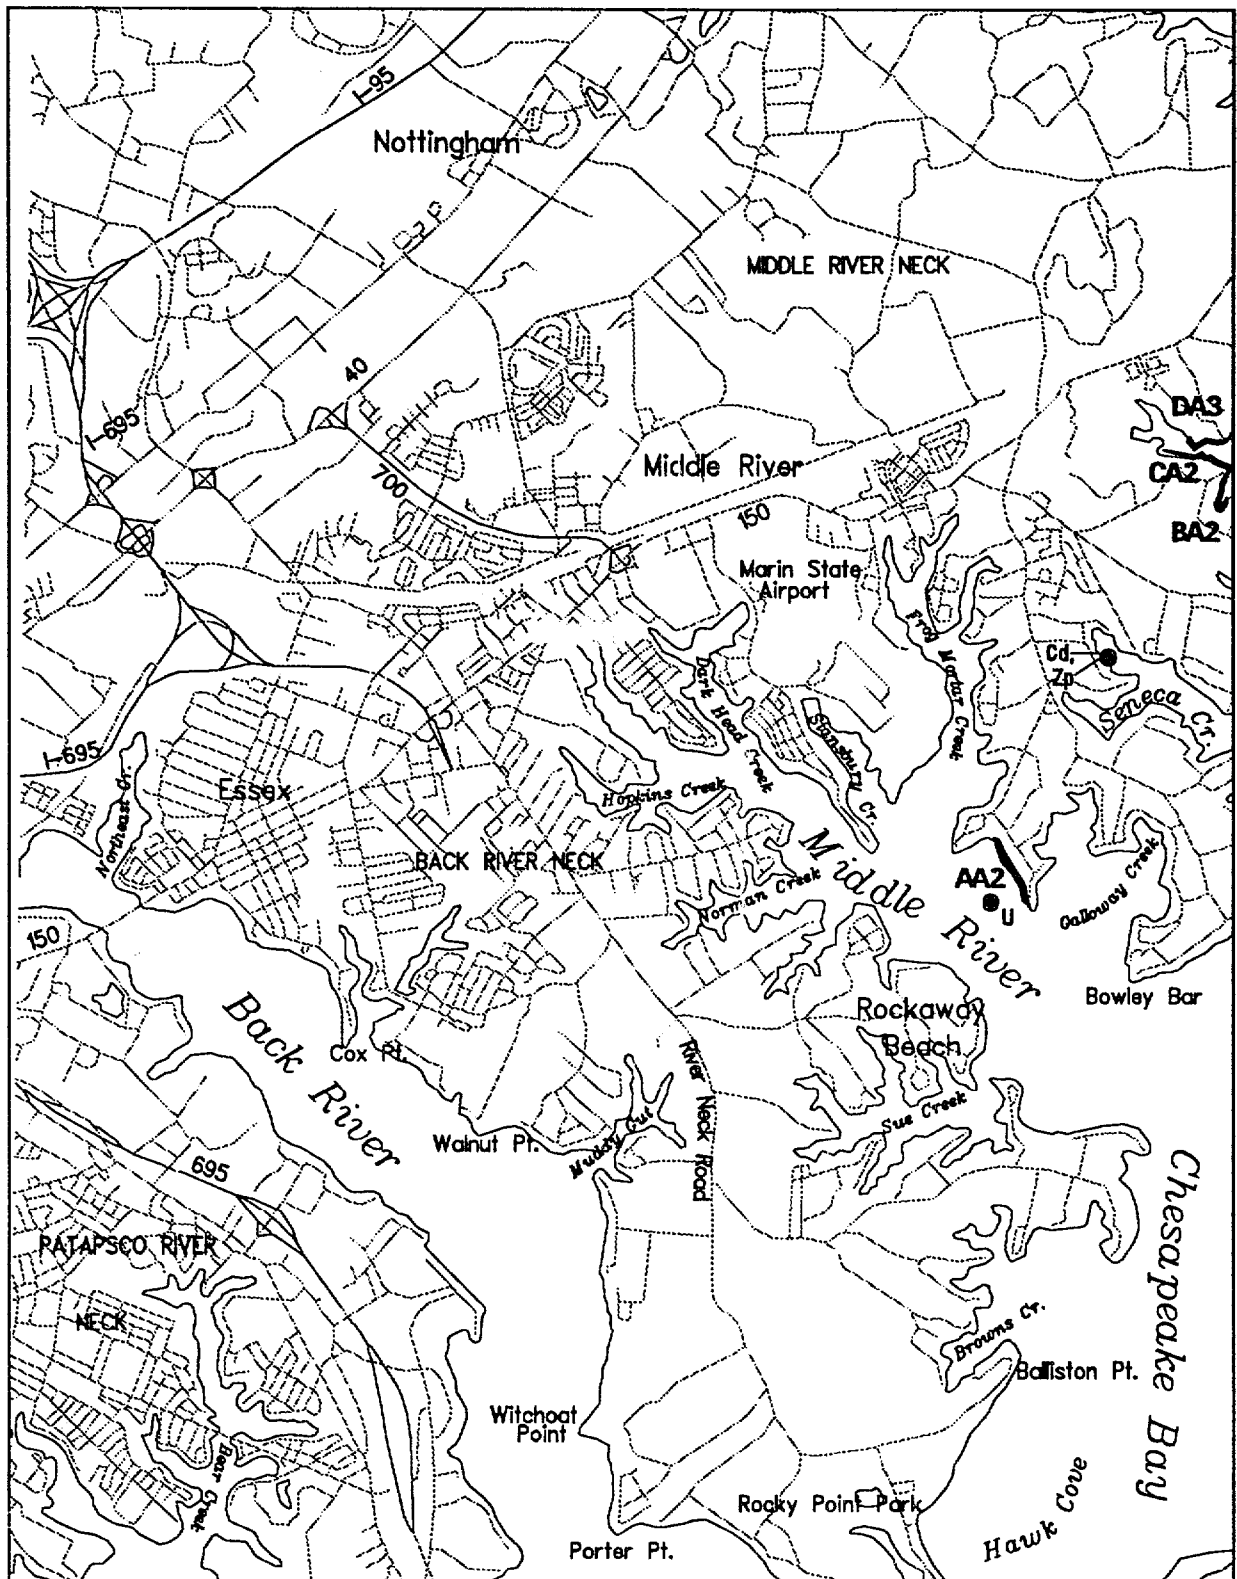 I-95
Nottingham
MIDDLE RIVER NECK
40
DA3
I-695
Middle River
CA2
700
150
BA2
Marin State
Airport
Frog Mortar Creek
Cd,
Zp
Dark Head Creek
Seneca Cr.
Stansbury Cr.
I-695
Essex
Hopkins Creek
Northeast Cr.
BACK RIVER NECK
Middle River
AA2
Norman Creek
Galloway Creek
U
150
Bowley Bar
Back River
Rockaway
Beach
Cox Pt.
River Neck Road
Sue Creek
Walnut Pt.
Muddy Gut
695
Chesapeake Bay
PATAPSCO RIVER
NECK
Browns Cr.
Balliston Pt.
Witchoat
Point
Bear Creek
Rocky Point Park
Hawk Cove
Porter Pt.